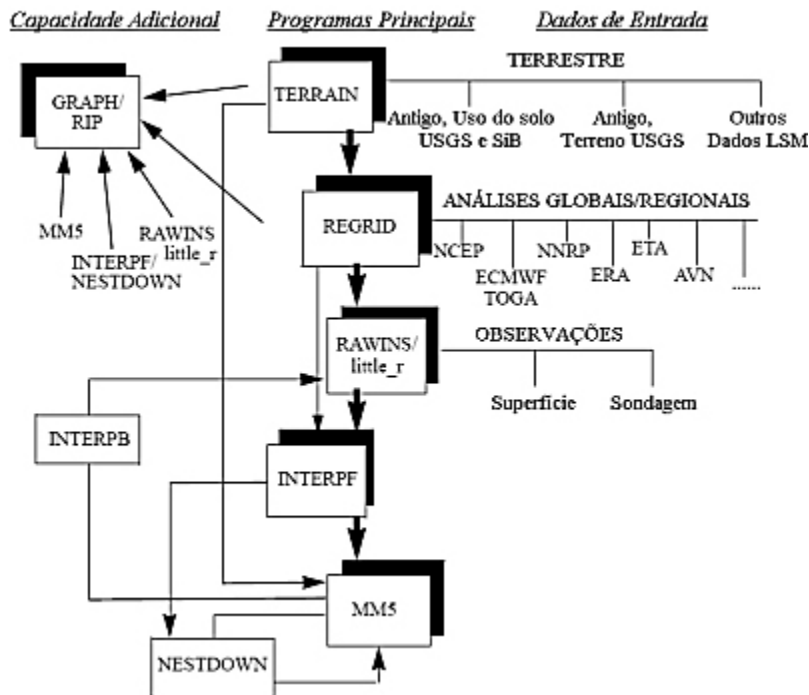 Capacidade Adicional
Programas Principais
Dados de Entrada
GRAPH/
RIP
MM5
INTERPF/
NESTDOWN
RAWINS
little_r
TERRAIN
TERRESTRE
Antigo, Uso do solo
USGS e SiB
Antigo,
Terreno USGS
Outros
Dados LSM
REGRID
ANÁLISES GLOBAIS/REGIONAIS
NCEP
ECMWF
TOGA
NNRP
ERA
ETA
AVN
......
RAWINS/
little_r
OBSERVAÇÕES
Superfície
Sondagem
INTERPB
INTERPF
MM5
NESTDOWN